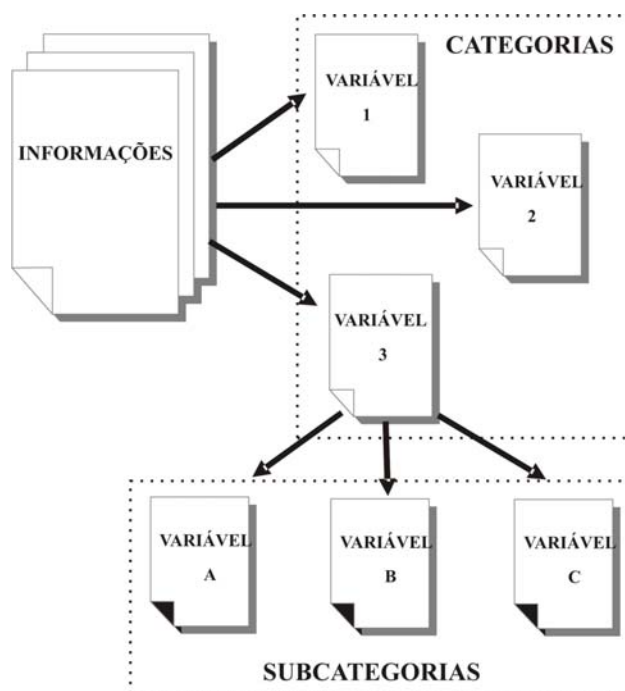 CATEGORIAS
VARIÁVEL
1
INFORMAÇÕES
VARIÁVEL
2
VARIÁVEL
3
VARIÁVEL
A
VARIÁVEL
B
VARIÁVEL
C
SUBCATEGORIAS